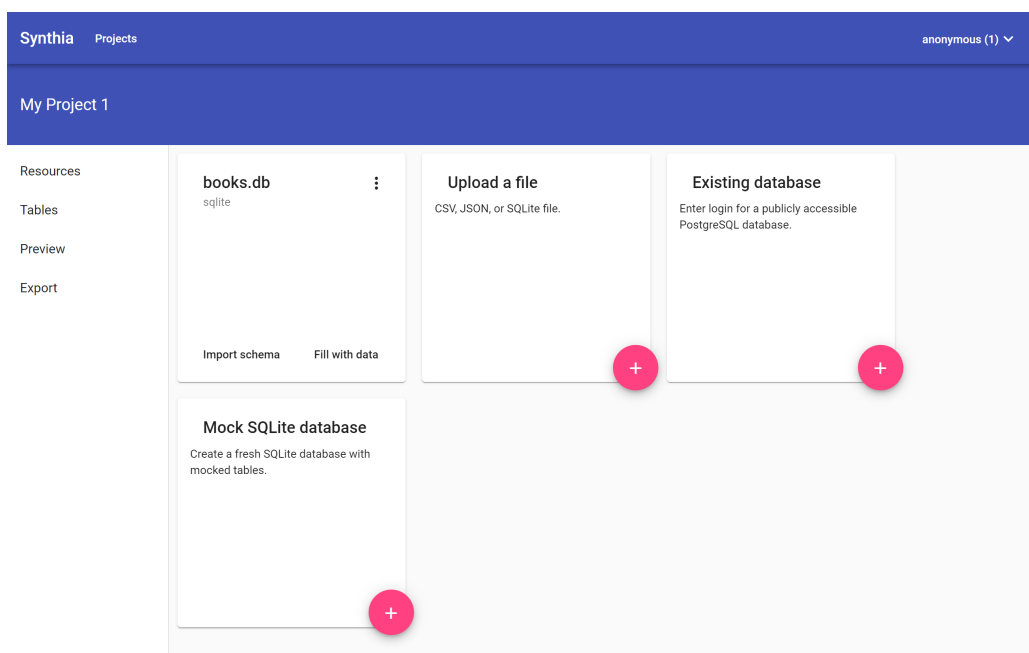 Synthia Projects anonymous (1)
My Project 1
Resources
Tables
Preview
Export
books.db
sqlite
Import schema Fill with data
Upload a file
CSV, JSON, or SQLite file.
+
Existing database
Enter login for a publicly accessible
PostgreSQL database.
+
Mock SQLite database
Create a fresh SQLite database with
mocked tables.
+